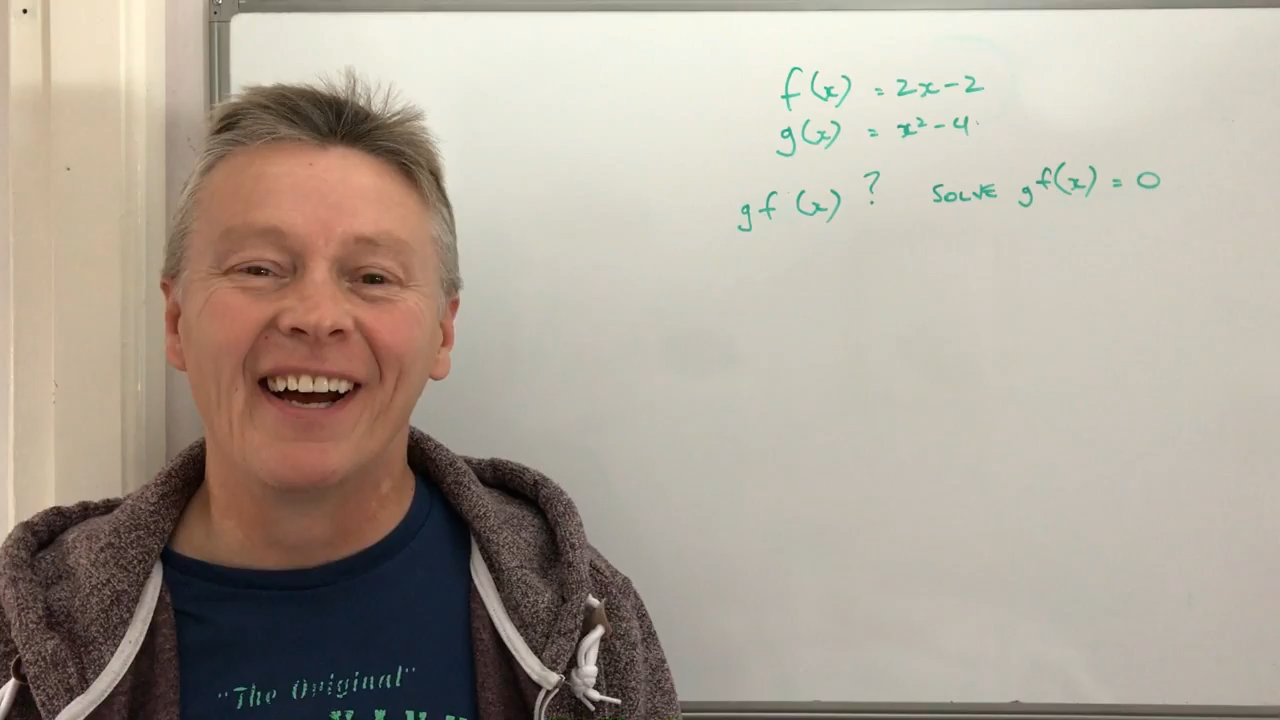 f(x) = 2x-2
g(x) = x²-4
gf(x) ? SOLVE gf(x) = 0
"The Original"